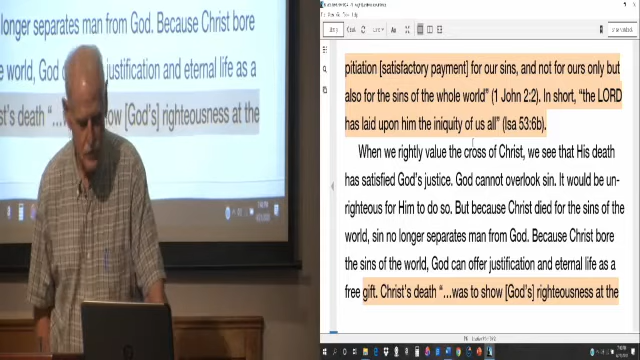 longer separates man from God. Because Christ bore
e world, God justification and eternal life as a
st's death “…w show [God's] righteousness at the
pitiation [satisfactory payment] for our sins, and not for ours only but
also for the sins of the whole world” (1 John 2:2). In short, “the LORD
has laid upon him the iniquity of us all” (Isa 53:6b).
When we rightly value the cross of Christ, we see that His death
has satisfied God's justice. God cannot overlook sin. It would be un-
righteous for Him to do so. But because Christ died for the sins of the
world, sin no longer separates man from God. Because Christ bore
the sins of the world, God can offer justification and eternal life as a
free gift. Christ's death “…was to show [God's] righteousness at the